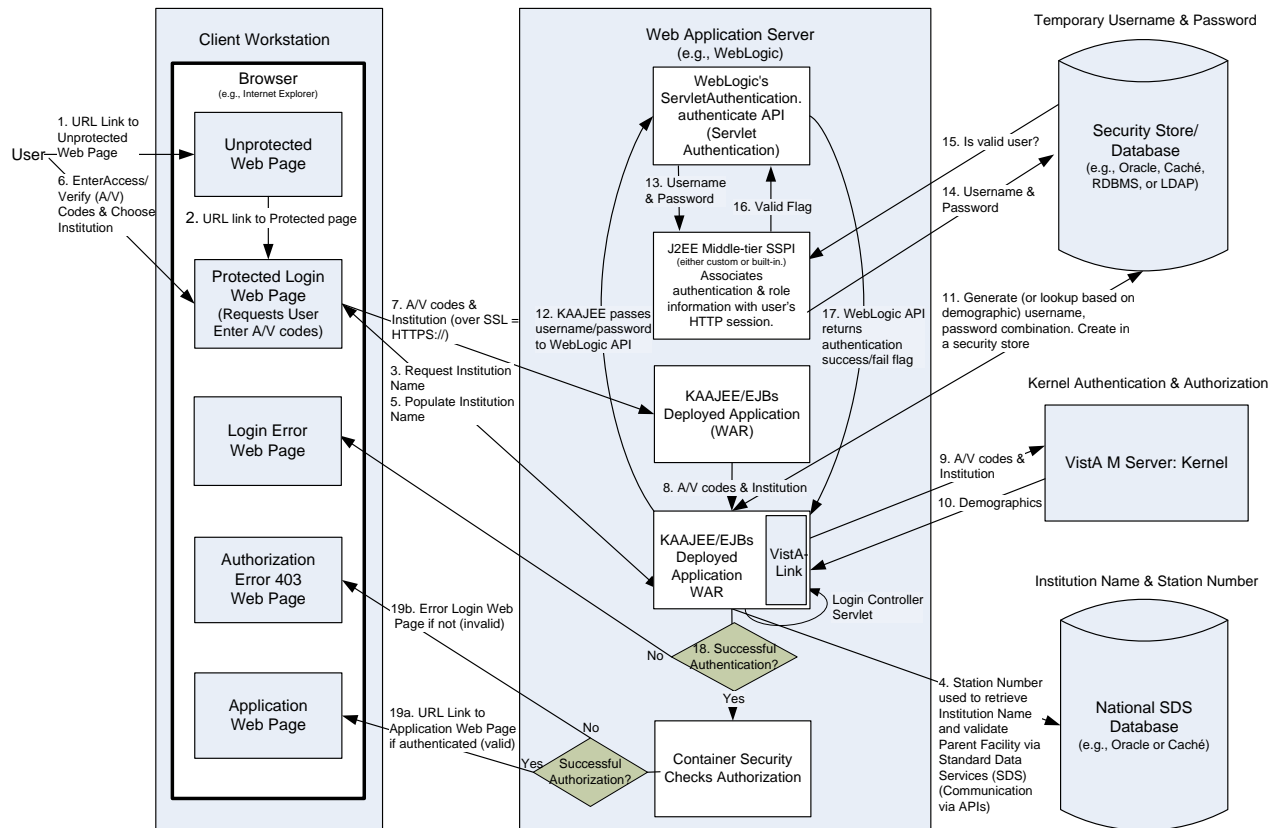 Client Workstation
Browser
(e.g., Internet Explorer)
Unprotected
Web Page
1. URL Link to
Unprotected
Web Page
User
6. EnterAccess/
Verify (A/V)
Codes & Choose
Institution
2. URL link to Protected page
Protected Login
Web Page
(Requests User
Enter A/V codes)
Login Error
Web Page
Authorization
Error 403
Web Page
Application
Web Page
7. A/V codes &
Institution (over SSL =
HTTPS://)
3. Request Institution
Name
5. Populate Institution
Name
19b. Error Login Web
Page if not (invalid)
19a. URL Link to
Application Web Page
if authenticated (valid)
Web Application Server
(e.g., WebLogic)
WebLogic's
ServletAuthentication.
authenticate API
(Servlet
Authentication)
13. Username
& Password
16. Valid Flag
J2EE Middle-tier SSPI
(either custom or built-in.)
Associates
authentication & role
information with user's
HTTP session.
12. KAAJEE passes
username/password
to WebLogic API
17. WebLogic API
returns
authentication
success/fail flag
KAAJEE/EJBs
Deployed Application
(WAR)
8. A/V codes & Institution
KAAJEE/EJBs
Deployed
Application
WAR
VistA-
Link
Login Controller
Servlet
18. Successful
Authentication?
No
Yes
Container Security
Checks Authorization
Successful
Authorization?
No
Yes
Temporary Username & Password
Security Store/
Database
(e.g., Oracle, Caché,
RDBMS, or LDAP)
15. Is valid user?
14. Username &
Password
11. Generate (or lookup based on
demographic) username,
password combination. Create in
a security store
Kernel Authentication & Authorization
VistA M Server: Kernel
9. A/V codes &
Institution
10. Demographics
Institution Name & Station Number
National SDS
Database
(e.g., Oracle or Caché)
4. Station Number
used to retrieve
Institution Name
and validate
Parent Facility via
Standard Data
Services (SDS)
(Communication
via APIs)